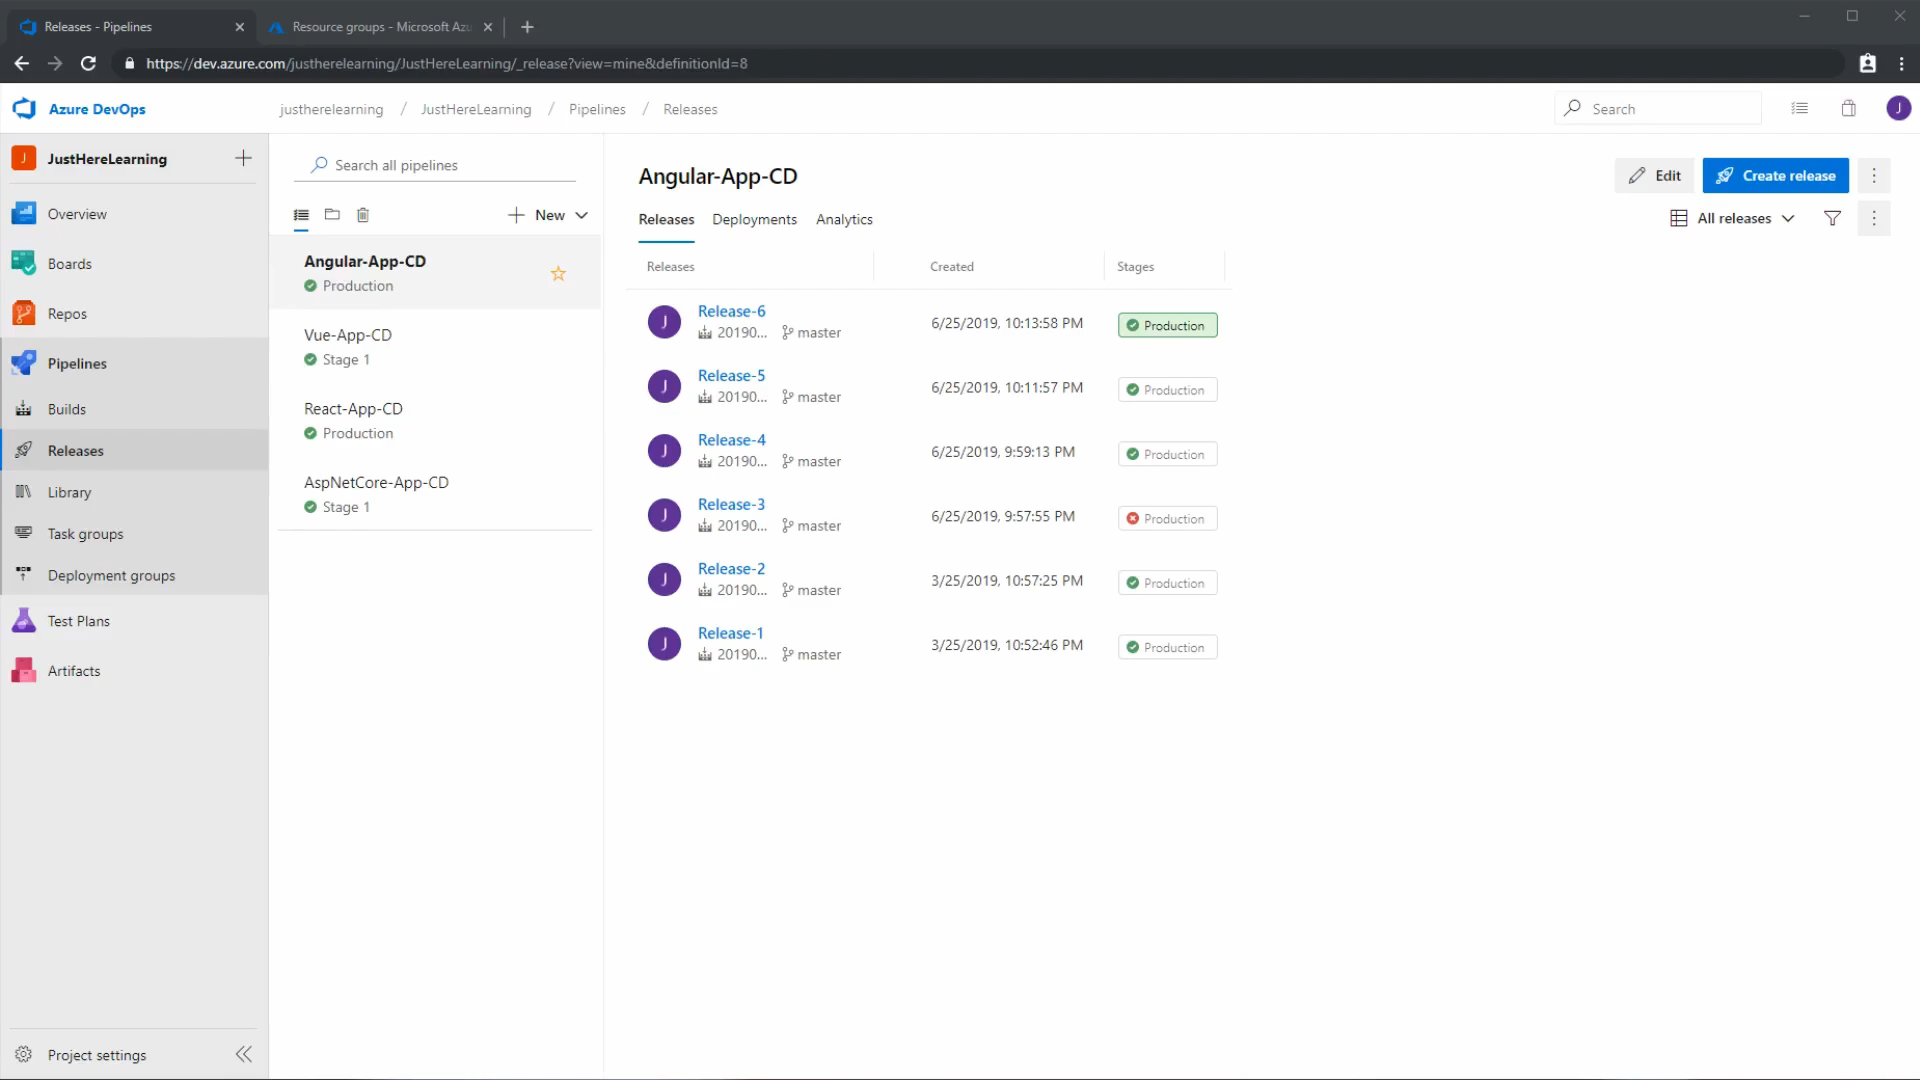 Releases - Pipelines
Resource groups - Microsoft Azu
https://dev.azure.com/justherelearning/JustHereLearning/_release?view=mine&definitionId=8
Azure DevOps
justherelearning / JustHereLearning / Pipelines / Releases
Search
J
J JustHereLearning
Overview
Boards
Repos
Pipelines
Builds
Releases
Library
Task groups
Deployment groups
Test Plans
Artifacts
Project settings
Search all pipelines
New
Angular-App-CD
Production
Vue-App-CD
Stage 1
React-App-CD
Production
AspNetCore-App-CD
Stage 1
Angular-App-CD
Edit
Create release
Releases Deployments Analytics
All releases
Releases Created Stages
J Release-6 6/25/2019, 10:13:58 PM Production
20190... master
J Release-5 6/25/2019, 10:11:57 PM Production
20190... master
J Release-4 6/25/2019, 9:59:13 PM Production
20190... master
J Release-3 6/25/2019, 9:57:55 PM Production
20190... master
J Release-2 3/25/2019, 10:57:25 PM Production
20190... master
J Release-1 3/25/2019, 10:52:46 PM Production
20190... master